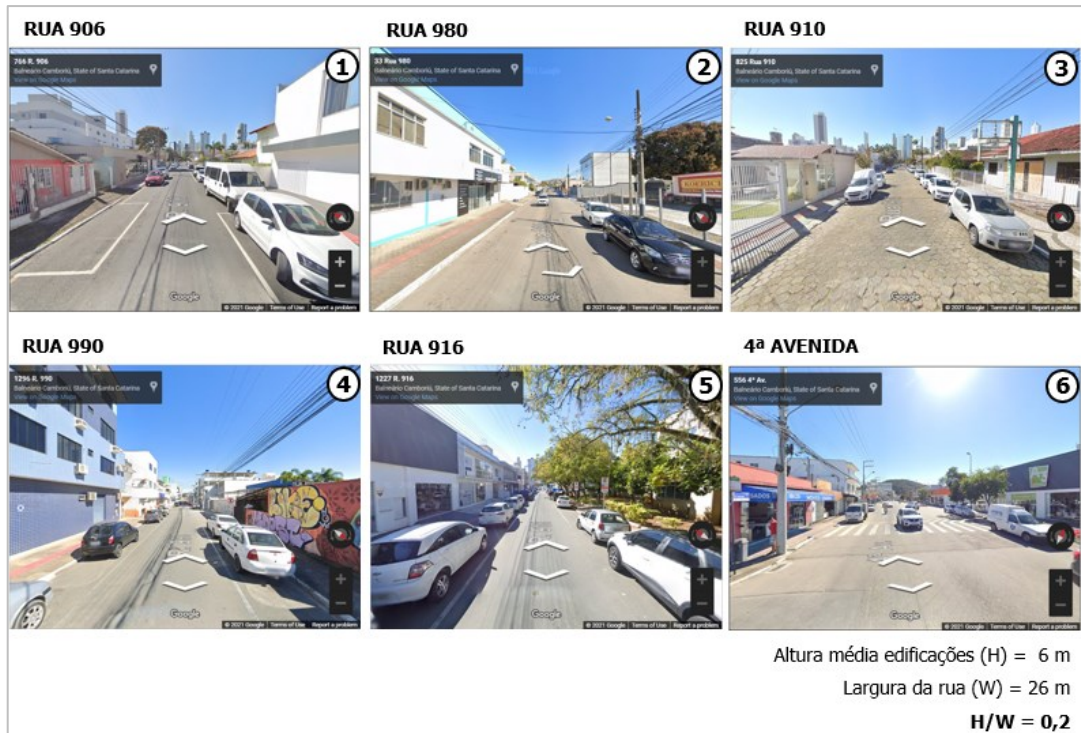 RUA 906
766 R. 906
Balneário Camboriú, State of Santa Catarina
View on Google Maps
1
Google
© 2021 Google Terms of Use Report a problem
RUA 980
33 Rua 980
Balneário Camboriú, State of Santa Catarina
View on Google Maps
2
Google
© 2021 Google Terms of Use Report a problem
RUA 910
825 Rua 910
Balneário Camboriú, State of Santa Catarina
View on Google Maps
3
Google
© 2021 Google Terms of Use Report a problem
RUA 990
1296 R. 990
Balneário Camboriú, State of Santa Catarina
View on Google Maps
4
Google
© 2021 Google Terms of Use Report a problem
RUA 916
1227 R. 916
Balneário Camboriú, State of Santa Catarina
View on Google Maps
5
Google
© 2021 Google Terms of Use Report a problem
4ª AVENIDA
556 4ª Av.
Balneário Camboriú, State of Santa Catarina
View on Google Maps
6
Google
© 2021 Google Terms of Use Report a problem
Altura média edificações (H) = 6 m
Largura da rua (W) = 26 m
H/W = 0,2